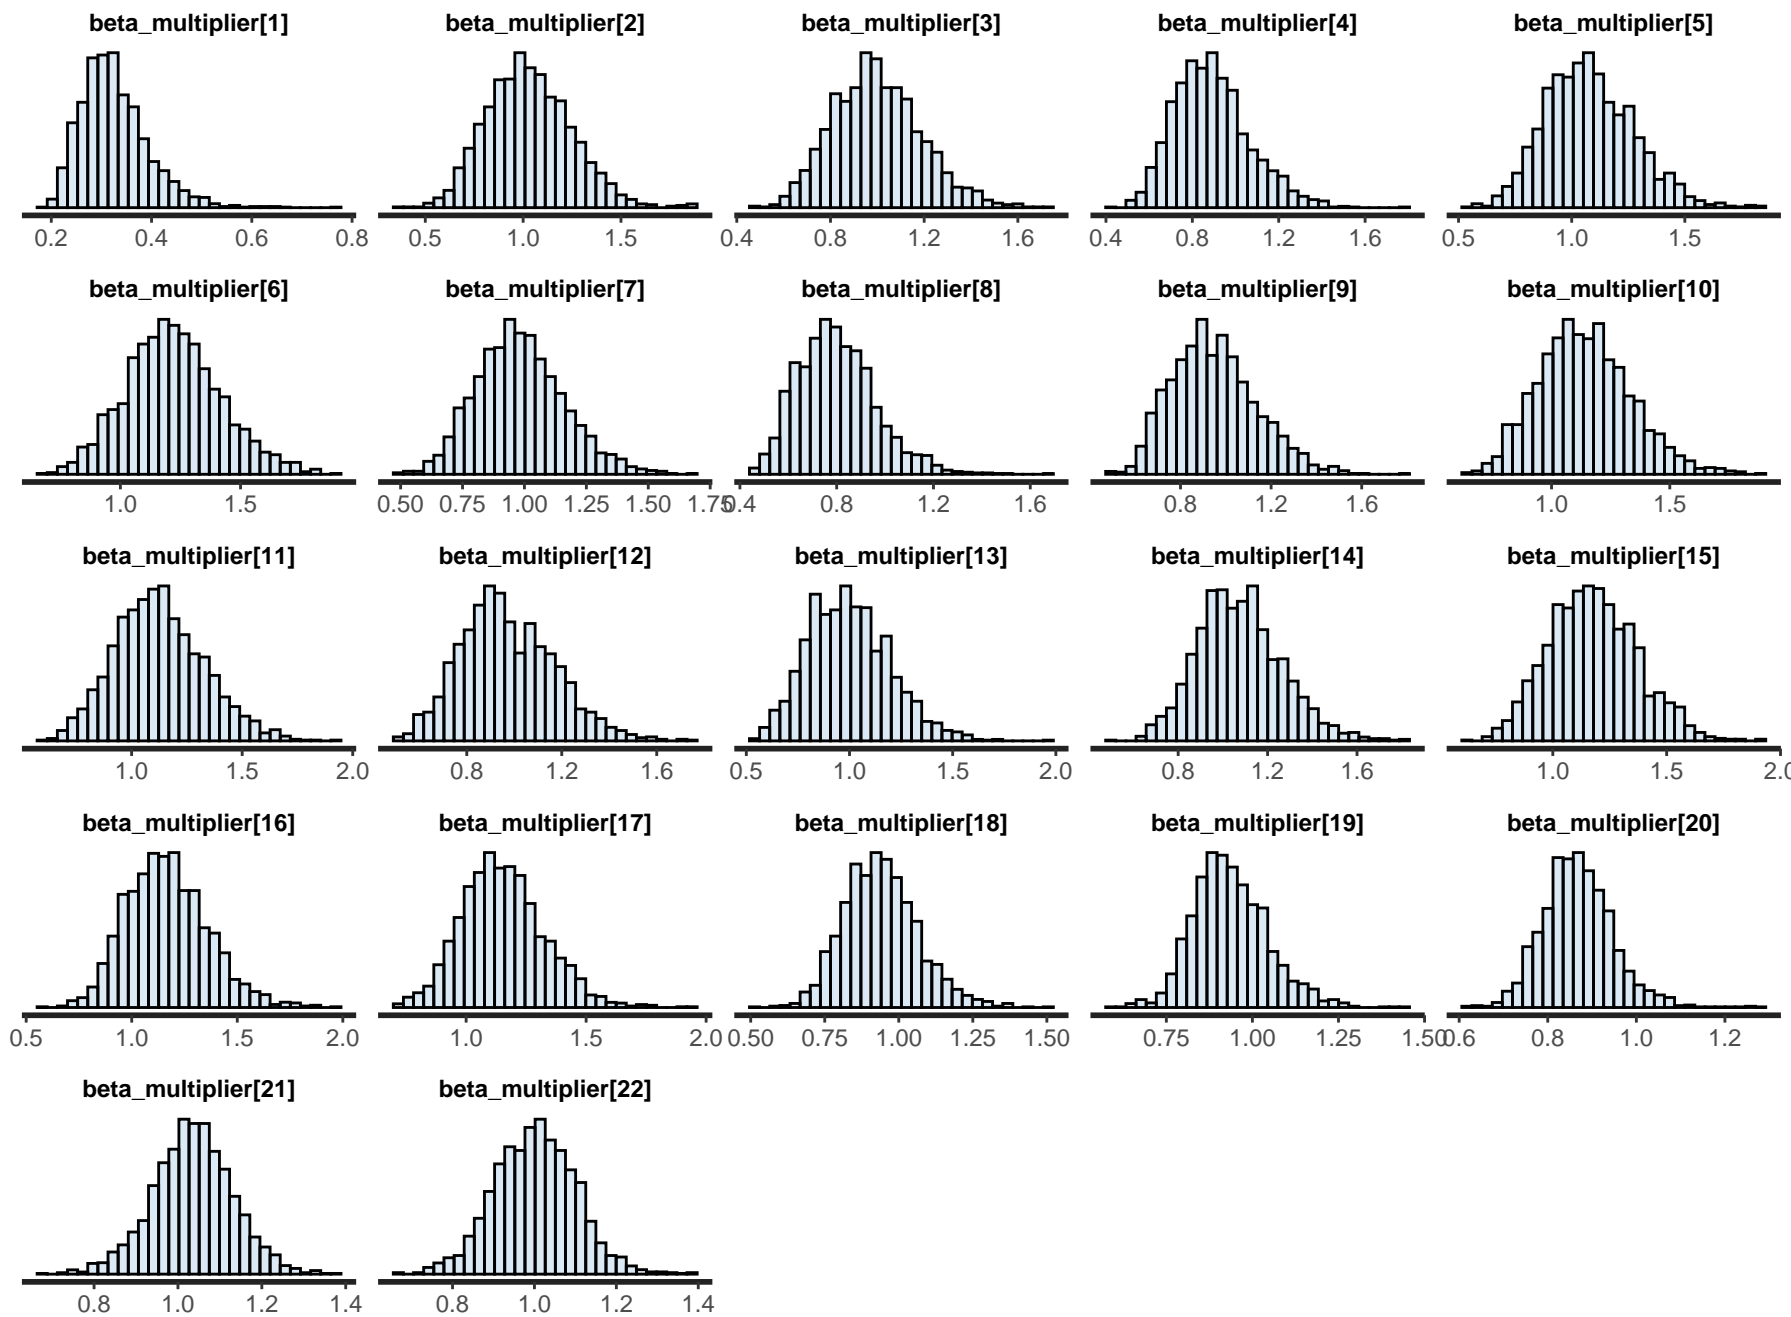 beta_multiplier[1] beta_multiplier[2] beta_multiplier[3] beta_multiplier[4] beta_multiplier[5]
0.2 0.4 0.6 0.8 0.5 1.0 1.5 0.4 0.8 1.2 1.6 0.4 0.8 1.2 1.6 0.5 1.0 1.5
beta_multiplier[6] beta_multiplier[7] beta_multiplier[8] beta_multiplier[9] beta_multiplier[10]
1.0 1.5 0.50 0.75 1.00 1.25 1.50 1.75 0.4 0.8 1.2 1.6 0.8 1.2 1.6 1.0 1.5
beta_multiplier[11] beta_multiplier[12] beta_multiplier[13] beta_multiplier[14] beta_multiplier[15]
1.0 1.5 2.0 0.8 1.2 1.6 0.5 1.0 1.5 2.0 0.8 1.2 1.6 1.0 1.5 2.0
beta_multiplier[16] beta_multiplier[17] beta_multiplier[18] beta_multiplier[19] beta_multiplier[20]
0.5 1.0 1.5 2.0 1.0 1.5 2.0 0.50 0.75 1.00 1.25 1.50 0.75 1.00 1.25 1.50 0.6 0.8 1.0 1.2
beta_multiplier[21] beta_multiplier[22]
0.8 1.0 1.2 1.4 0.8 1.0 1.2 1.4